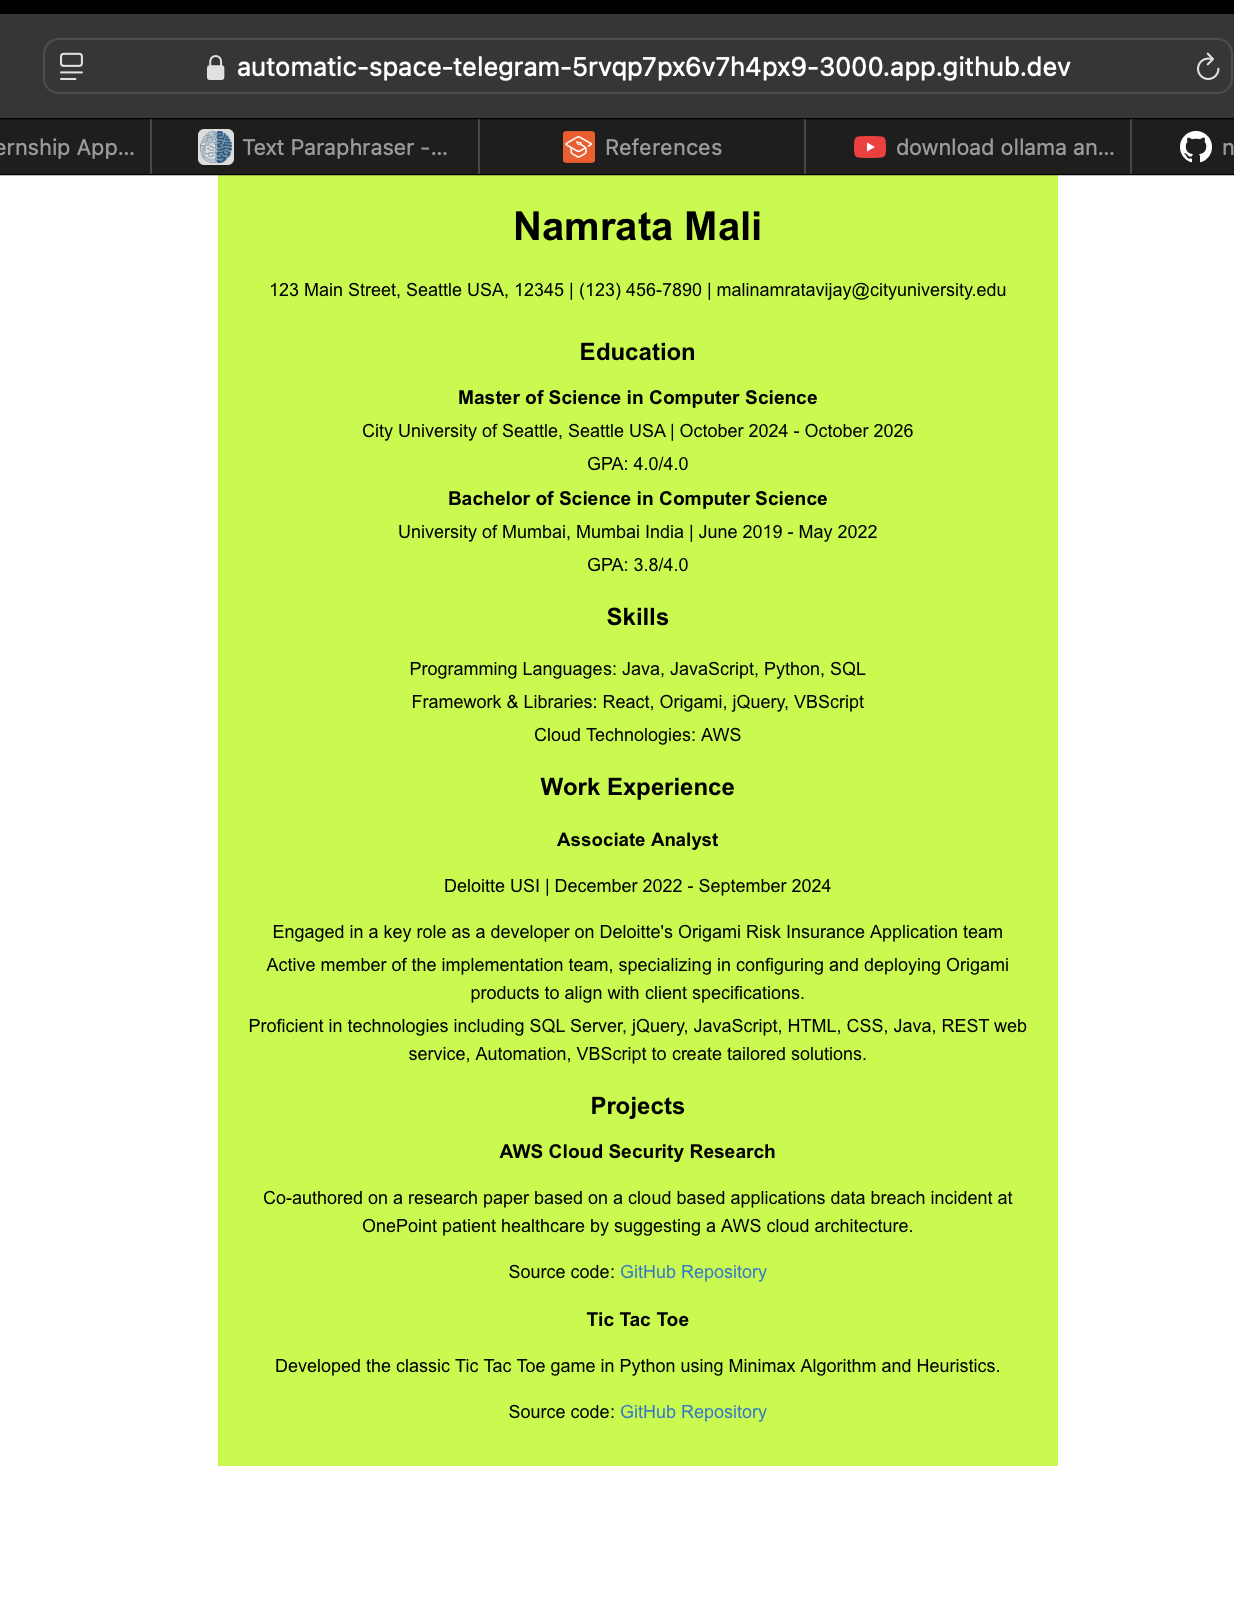 automatic-space-telegram-5rvqp7px6v7h4px9-3000.app.github.dev
ernship App...
Text Paraphraser -...
References
download ollama an...
n
Namrata Mali
123 Main Street, Seattle USA, 12345 | (123) 456-7890 | malinamratavijay@cityuniversity.edu
Education
Master of Science in Computer Science
City University of Seattle, Seattle USA | October 2024 - October 2026
GPA: 4.0/4.0
Bachelor of Science in Computer Science
University of Mumbai, Mumbai India | June 2019 - May 2022
GPA: 3.8/4.0
Skills
Programming Languages: Java, JavaScript, Python, SQL
Framework & Libraries: React, Origami, jQuery, VBScript
Cloud Technologies: AWS
Work Experience
Associate Analyst
Deloitte USI | December 2022 - September 2024
Engaged in a key role as a developer on Deloitte's Origami Risk Insurance Application team
Active member of the implementation team, specializing in configuring and deploying Origami
products to align with client specifications.
Proficient in technologies including SQL Server, jQuery, JavaScript, HTML, CSS, Java, REST web
service, Automation, VBScript to create tailored solutions.
Projects
AWS Cloud Security Research
Co-authored on a research paper based on a cloud based applications data breach incident at
OnePoint patient healthcare by suggesting a AWS cloud architecture.
Source code: GitHub Repository
Tic Tac Toe
Developed the classic Tic Tac Toe game in Python using Minimax Algorithm and Heuristics.
Source code: GitHub Repository